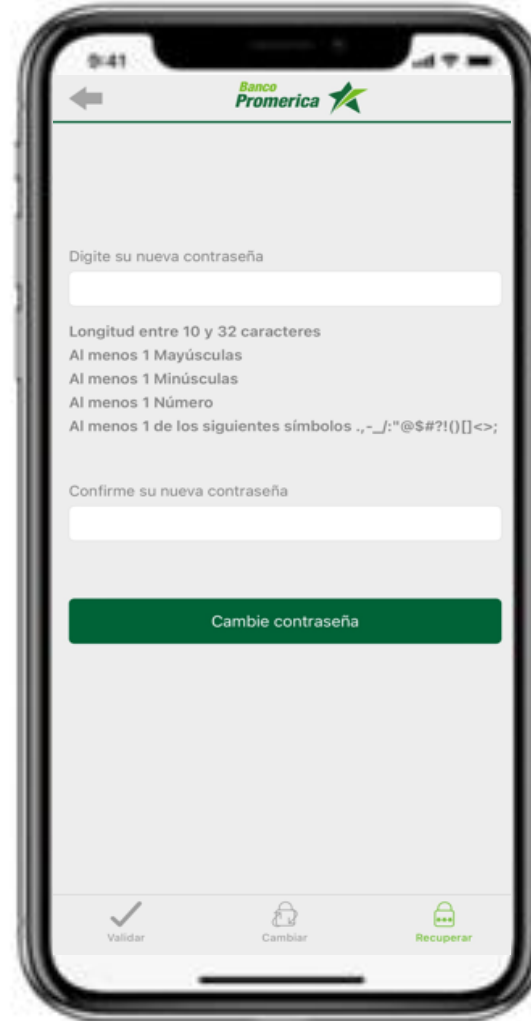 9:41
Banco
Promerica
Digite su nueva contraseña
Longitud entre 10 y 32 caracteres
Al menos 1 Mayúsculas
Al menos 1 Minúsculas
Al menos 1 Número
Al menos 1 de los siguientes símbolos .,-_/:"@$#?!()[]<>;
Confirme su nueva contraseña
Cambie contraseña
Validar
Cambiar
Recuperar